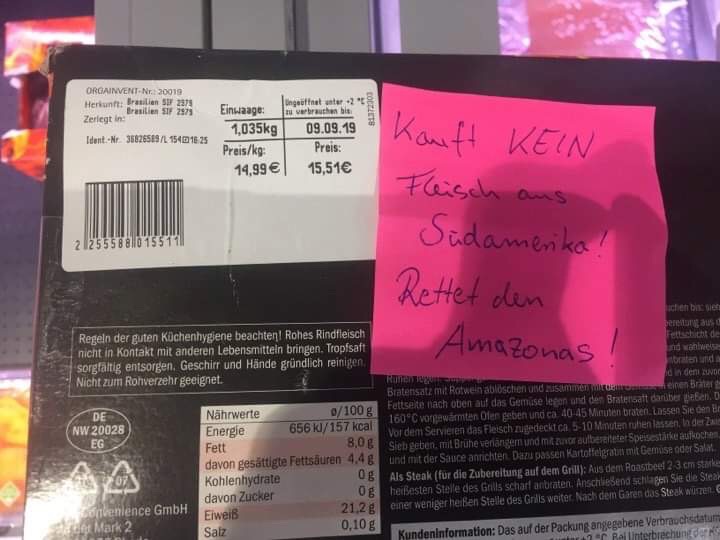 ORGAINVENT-Nr.: 20019
Herkunft: Brasilien SIF 2979
Zerlegt in: Brasilien SIF 2979
Ident.-Nr. 36826589/L 154 16:25
Einwaage:
1,035kg
Ungeöffnet unter +2 °C
zu verbrauchen bis:
09.09.19
Preis/kg:
14,99€
Preis:
15,51€
81372303
2 255588 015511
Kauft KEIN
Fleisch aus
Südamerika!
Rettet den
Amazonas!
Regeln der guten Küchenhygiene beachten! Rohes Rindfleisch
nicht in Kontakt mit anderen Lebensmitteln bringen. Tropfsaft
sorgfältig entsorgen. Geschirr und Hände gründlich reinigen.
Nicht zum Rohverzehr geeignet.
DE
NW 20028
EG
07
Convenience GmbH
Mark 2
Nährwerte ø/100 g
Energie 656 kJ/157 kcal
Fett 8,0 g
davon gesättigte Fettsäuren 4,4 g
Kohlenhydrate 0 g
davon Zucker 0 g
Eiweiß 21,2 g
Salz 0,10 g
Bratensatz mit Rotwein ablöschen und zusammen mit dem einen Bräter
Fettseite nach oben auf das Gemüse legen und den Bratensaft darüber gießen.
160°C vorgewärmten Ofen geben und ca. 40-45 Minuten braten. Lassen Sie den
Vor dem Servieren das Fleisch zugedeckt ca. 5-10 Minuten ruhen lassen. In der
Sieb geben, mit Brühe verlängern und mit zuvor aufbereiteter Speisestärke aufkochen
und mit der Sauce anrichten. Dazu passen Kartoffelgratin mit Gemüse oder Salat.
Als Steak (für die Zubereitung auf dem Grill): Aus dem Roastbeef 2-3 cm starke
heißesten Stelle des Grills scharf anbraten. Anschließend schlagen Sie die Steaks
einer weniger heißen Stelle des Grills weiter. Nach dem Garen das Steak würzen.
Kundeninformation: Das auf der Packung angegebene Verbrauchsdatum